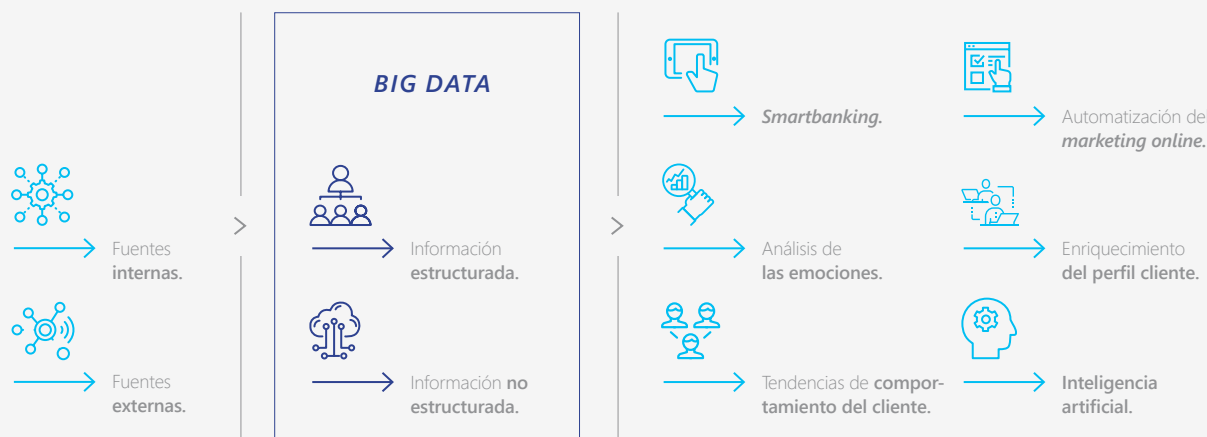 BIG DATA
Fuentes
internas.
Fuentes
externas.
Información
estructurada.
Información no
estructurada.
Smartbanking.
Análisis de
las emociones.
Tendencias de compor-
tamiento del cliente.
Automatización del
marketing online.
Enriquecimiento
del perfil cliente.
Inteligencia
artificial.